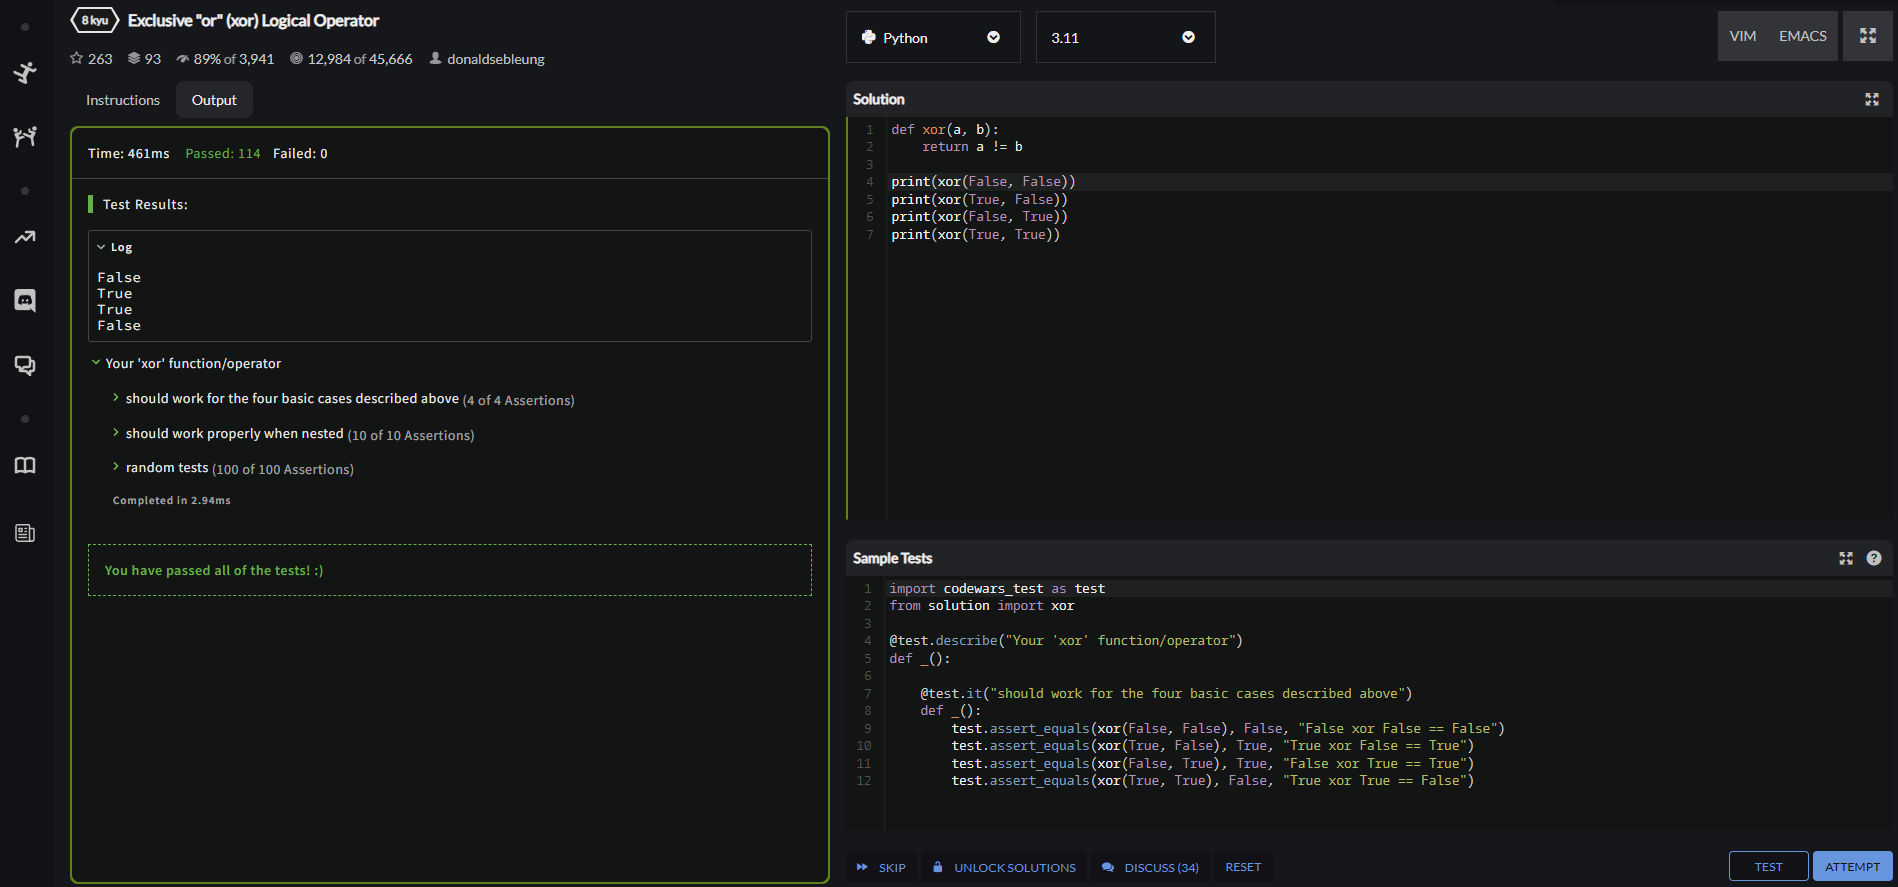 8 kyu Exclusive "or" (xor) Logical Operator
263 93 89% of 3,941 12,984 of 45,666 donaldsebleung
Instructions Output
Time: 461ms Passed: 114 Failed: 0
Test Results:
Log
False
True
True
False
Your 'xor' function/operator
should work for the four basic cases described above (4 of 4 Assertions)
should work properly when nested (10 of 10 Assertions)
random tests (100 of 100 Assertions)
Completed in 2.94ms
You have passed all of the tests! :)
Python 3.11 VIM EMACS
Solution
1 def xor(a, b):
2     return a != b
3
4 print(xor(False, False))
5 print(xor(True, False))
6 print(xor(False, True))
7 print(xor(True, True))
Sample Tests
1 import codewars_test as test
2 from solution import xor
3
4 @test.describe("Your 'xor' function/operator")
5 def _():
6
7     @test.it("should work for the four basic cases described above")
8     def _():
9         test.assert_equals(xor(False, False), False, "False xor False == False")
10         test.assert_equals(xor(True, False), True, "True xor False == True")
11         test.assert_equals(xor(False, True), True, "False xor True == True")
12         test.assert_equals(xor(True, True), False, "True xor True == False")
SKIP UNLOCK SOLUTIONS DISCUSS (34) RESET TEST ATTEMPT